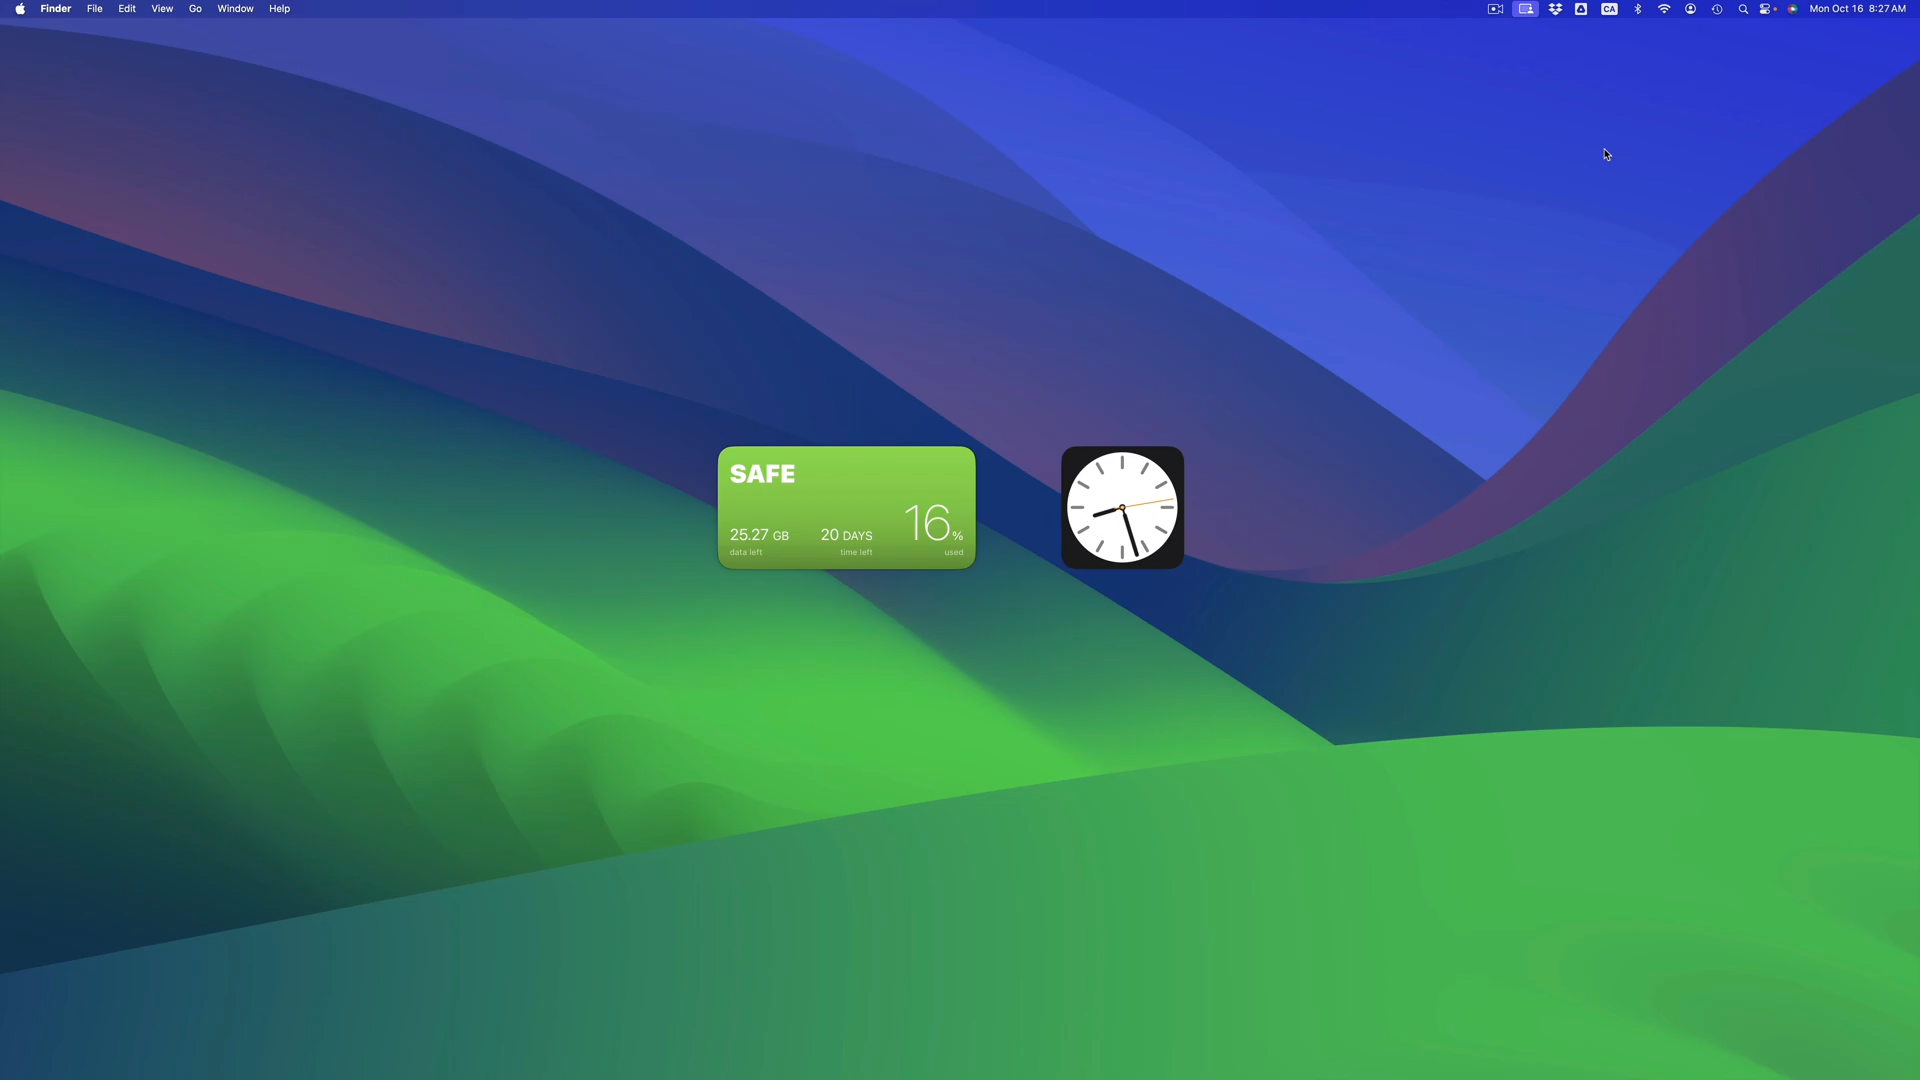 Finder File Edit View Go Window Help CA Mon Oct 16 8:27 AM
SAFE
25.27 GB 20 DAYS 16%
data left time left used